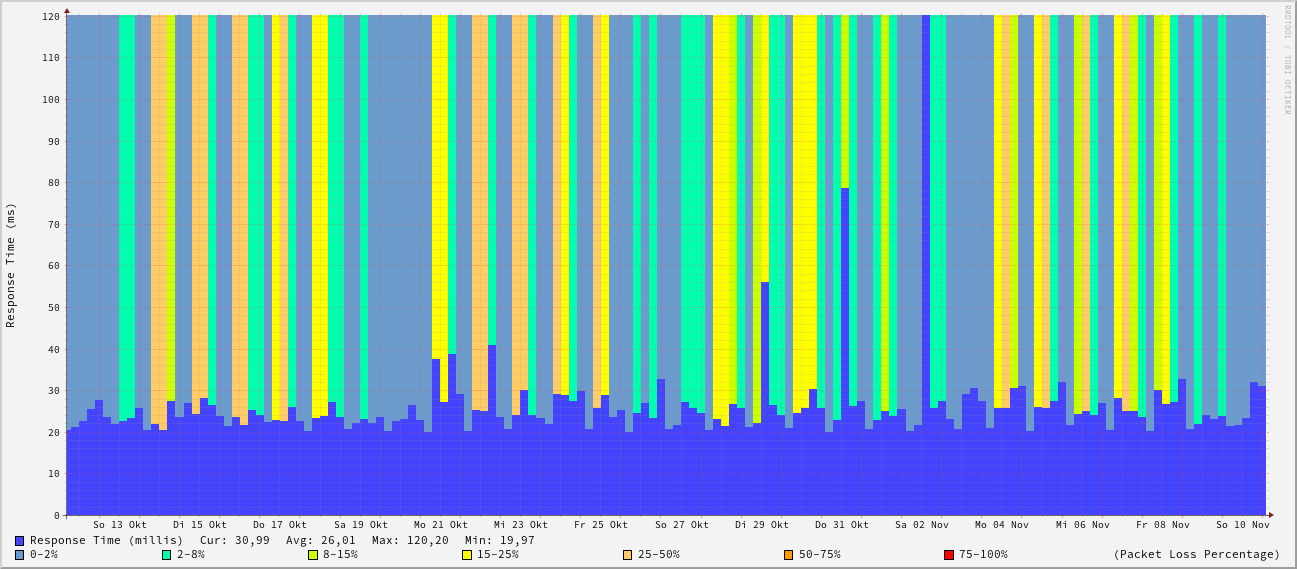 RRDTOOL / TOBI OETIKER
Response Time (ms)
120
110
100
90
80
70
60
50
40
30
20
10
0
So 13 Okt Di 15 Okt Do 17 Okt Sa 19 Okt Mo 21 Okt Mi 23 Okt Fr 25 Okt So 27 Okt Di 29 Okt Do 31 Okt Sa 02 Nov Mo 04 Nov Mi 06 Nov Fr 08 Nov So 10 Nov
Response Time (millis) Cur: 30,99 Avg: 26,01 Max: 120,20 Min: 19,97
0-2% 2-8% 8-15% 15-25% 25-50% 50-75% 75-100% (Packet Loss Percentage)